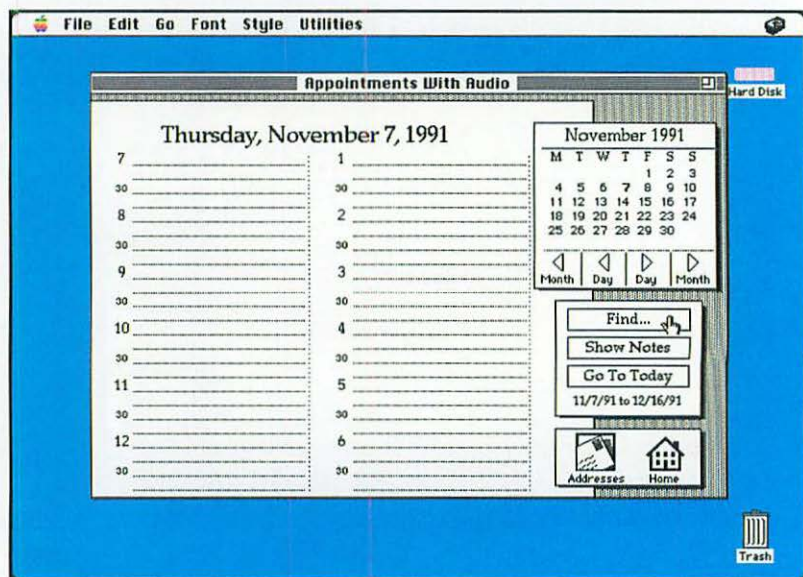 File Edit Go Font Style Utilities
Appointments With Audio
Hard Disk
Thursday, November 7, 1991
7
30
8
30
9
30
10
30
11
30
12
30
1
30
2
30
3
30
4
30
5
30
6
30
November 1991
M T W T F S S
1 2 3
4 5 6 7 8 9 10
11 12 13 14 15 16 17
18 19 20 21 22 23 24
25 26 27 28 29 30
Month Day Day Month
Find...
Show Notes
Go To Today
11/7/91 to 12/16/91
Addresses Home
Trash